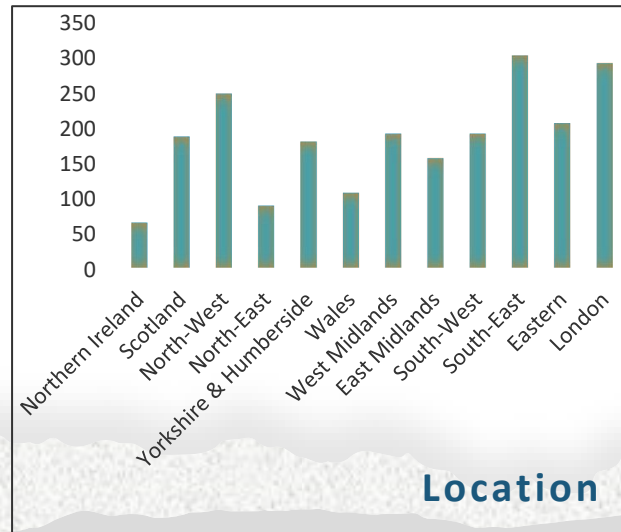 350
300
250
200
150
100
50
0
Northern Ireland
Scotland
North-West
North-East
Yorkshire & Humberside
Wales
West Midlands
East Midlands
South-West
South-East
Eastern
London
Location